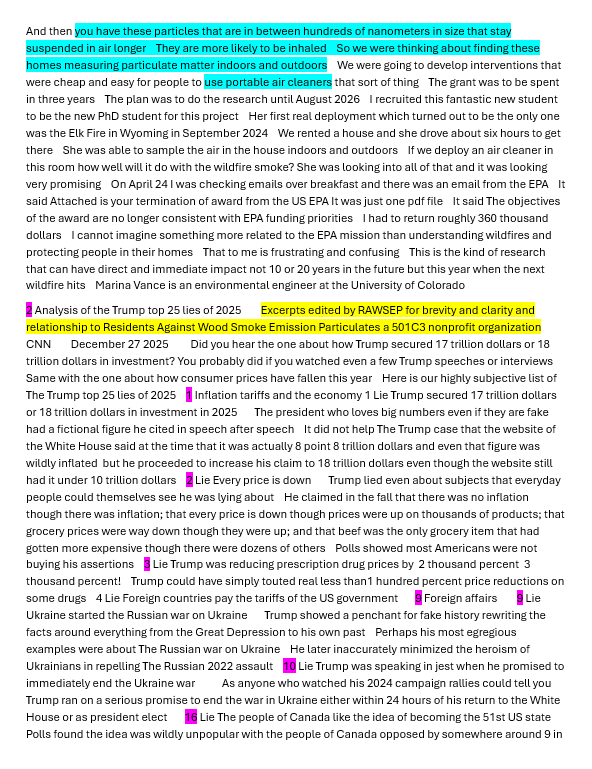 And then you have these particles that are in between hundreds of nanometers in size that stay
suspended in air longer They are more likely to be inhaled So we were thinking about finding these
homes measuring particulate matter indoors and outdoors We were going to develop interventions that
were cheap and easy for people to use portable air cleaners that sort of thing The grant was to be spent
in three years The plan was to do the research until August 2026 I recruited this fantastic new student
to be the new PhD student for this project Her first real deployment which turned out to be the only one
was the Elk Fire in Wyoming in September 2024 We rented a house and she drove about six hours to get
there She was able to sample the air in the house indoors and outdoors If we deploy an air cleaner in
this room how well will it do with the wildfire smoke? She was looking into all of that and it was looking
very promising On April 24 I was checking emails over breakfast and there was an email from the EPA It
said Attached is your termination of award from the US EPA It was just one pdf file It said The objectives
of the award are no longer consistent with EPA funding priorities I had to return roughly 360 thousand
dollars I cannot imagine something more related to the EPA mission than understanding wildfires and
protecting people in their homes That to me is frustrating and confusing This is the kind of research
that can have direct and immediate impact not 10 or 20 years in the future but this year when the next
wildfire hits Marina Vance is an environmental engineer at the University of Colorado
2 Analysis of the Trump top 25 lies of 2025 Excerpts edited by RAWSEP for brevity and clarity and
relationship to Residents Against Wood Smoke Emission Particulates a 501C3 nonprofit organization
CNN December 27 2025 Did you hear the one about how Trump secured 17 trillion dollars or 18
trillion dollars in investment? You probably did if you watched even a few Trump speeches or interviews
Same with the one about how consumer prices have fallen this year Here is our highly subjective list of
The Trump top 25 lies of 2025 1 Inflation tariffs and the economy 1 Lie Trump secured 17 trillion dollars
or 18 trillion dollars in investment in 2025 The president who loves big numbers even if they are fake
had a fictional figure he cited in speech after speech It did not help The Trump case that the website of
the White House said at the time that it was actually 8 point 8 trillion dollars and even that figure was
wildly inflated but he proceeded to increase his claim to 18 trillion dollars even though the website still
had it under 10 trillion dollars 2 Lie Every price is down Trump lied even about subjects that everyday
people could themselves see he was lying about He claimed in the fall that there was no inflation
though there was inflation; that every price is down though prices were up on thousands of products; that
grocery prices were way down though they were up; and that beef was the only grocery item that had
gotten more expensive though there were dozens of others Polls showed most Americans were not
buying his assertions 3 Lie Trump was reducing prescription drug prices by 2 thousand percent 3
thousand percent! Trump could have simply touted real less than1 hundred percent price reductions on
some drugs 4 Lie Foreign countries pay the tariffs of the US government 9 Foreign affairs 9 Lie
Ukraine started the Russian war on Ukraine Trump showed a penchant for fake history rewriting the
facts around everything from the Great Depression to his own past Perhaps his most egregious
examples were about The Russian war on Ukraine He later inaccurately minimized the heroism of
Ukrainians in repelling The Russian 2022 assault 10 Lie Trump was speaking in jest when he promised to
immediately end the Ukraine war As anyone who watched his 2024 campaign rallies could tell you
Trump ran on a serious promise to end the war in Ukraine either within 24 hours of his return to the White
House or as president elect 16 Lie The people of Canada like the idea of becoming the 51st US state
Polls found the idea was wildly unpopular with the people of Canada opposed by somewhere around 9 in